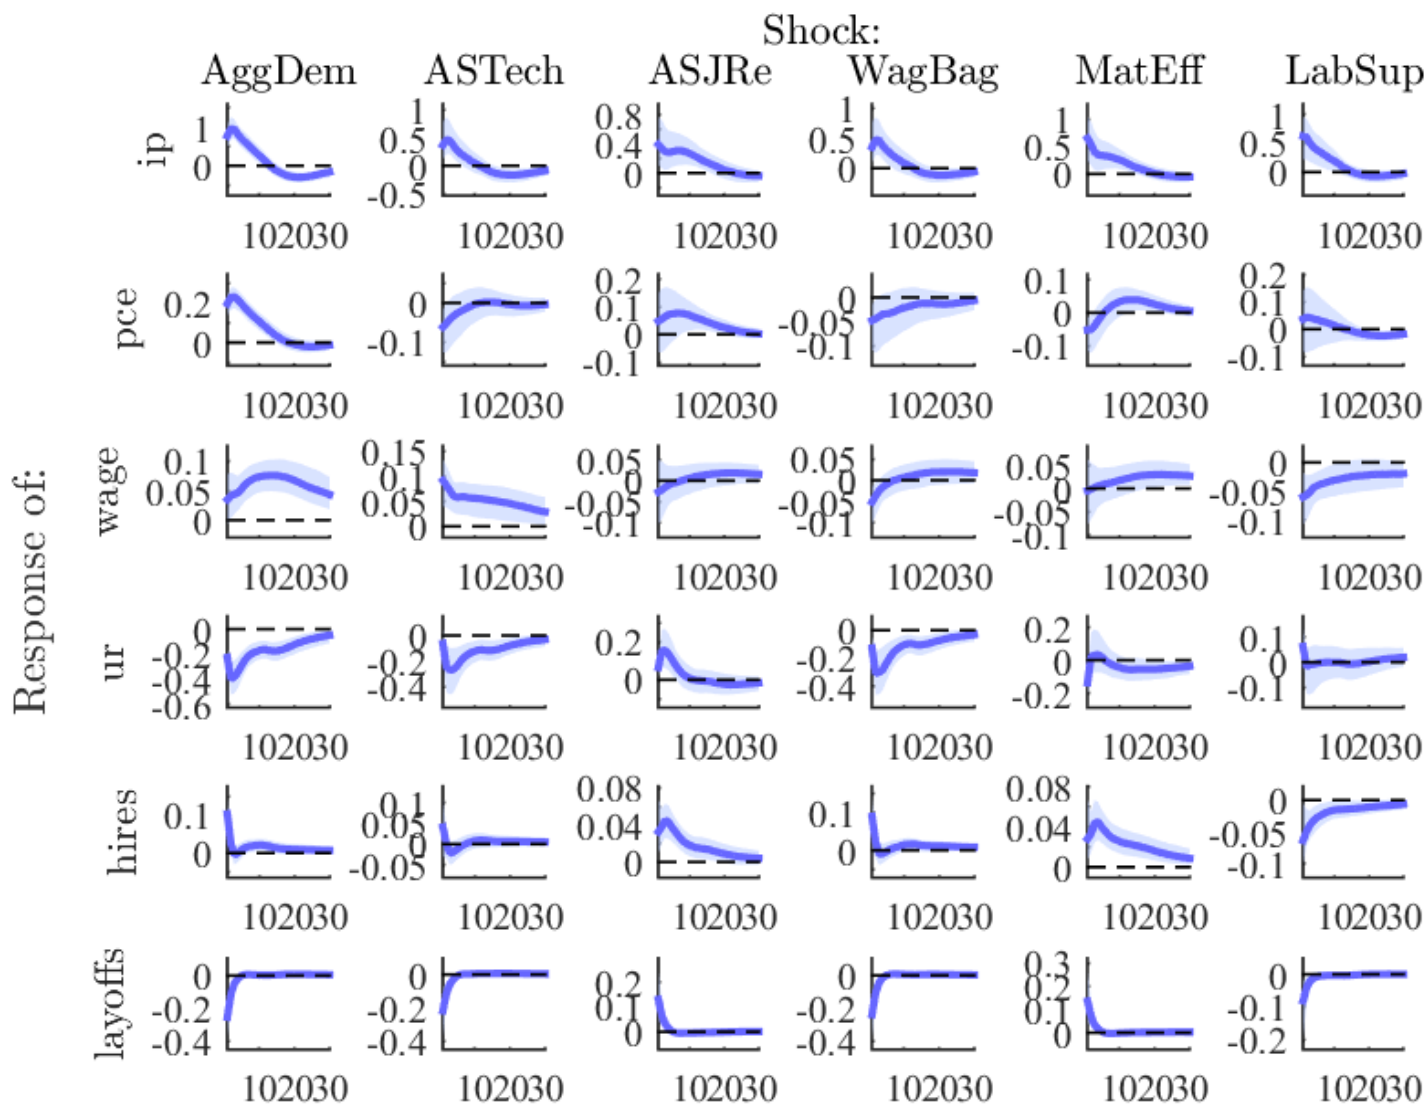 Shock:
AggDem ASTech ASJRe WagBag MatEff LabSup
Response of:
ip
1 0
1 0.5 0 -0.5
0.8 0.4 0
1 0.5 0
1 0.5 0
1 0.5 0
102030 102030 102030 102030 102030 102030
pce
0.2 0
0 -0.1
0.2 0.1 0 -0.1
0 -0.05 -0.1
0.1 0 -0.1
0.2 0.1 0 -0.1
102030 102030 102030 102030 102030 102030
wage
0.1 0.05 0
0.15 0.1 0.05 0
0.05 0 -0.05 -0.1
0.05 0 -0.05 -0.1
0.05 0 -0.05 -0.1
0 -0.05 -0.1
102030 102030 102030 102030 102030 102030
ur
0 -0.2 -0.4 -0.6
0 -0.2 -0.4
0.2 0
0 -0.2 -0.4
0.2 0 -0.2
0.1 0 -0.1
102030 102030 102030 102030 102030 102030
hires
0.1 0
0.1 0.05 0 -0.05
0.08 0.04 0
0.1 0
0.08 0.04 0
0 -0.05 -0.1
102030 102030 102030 102030 102030 102030
layoffs
0 -0.2 -0.4
0 -0.2 -0.4
0.2 0.1 0
0 -0.2 -0.4
0.3 0.2 0.1 0
0 -0.1 -0.2
102030 102030 102030 102030 102030 102030